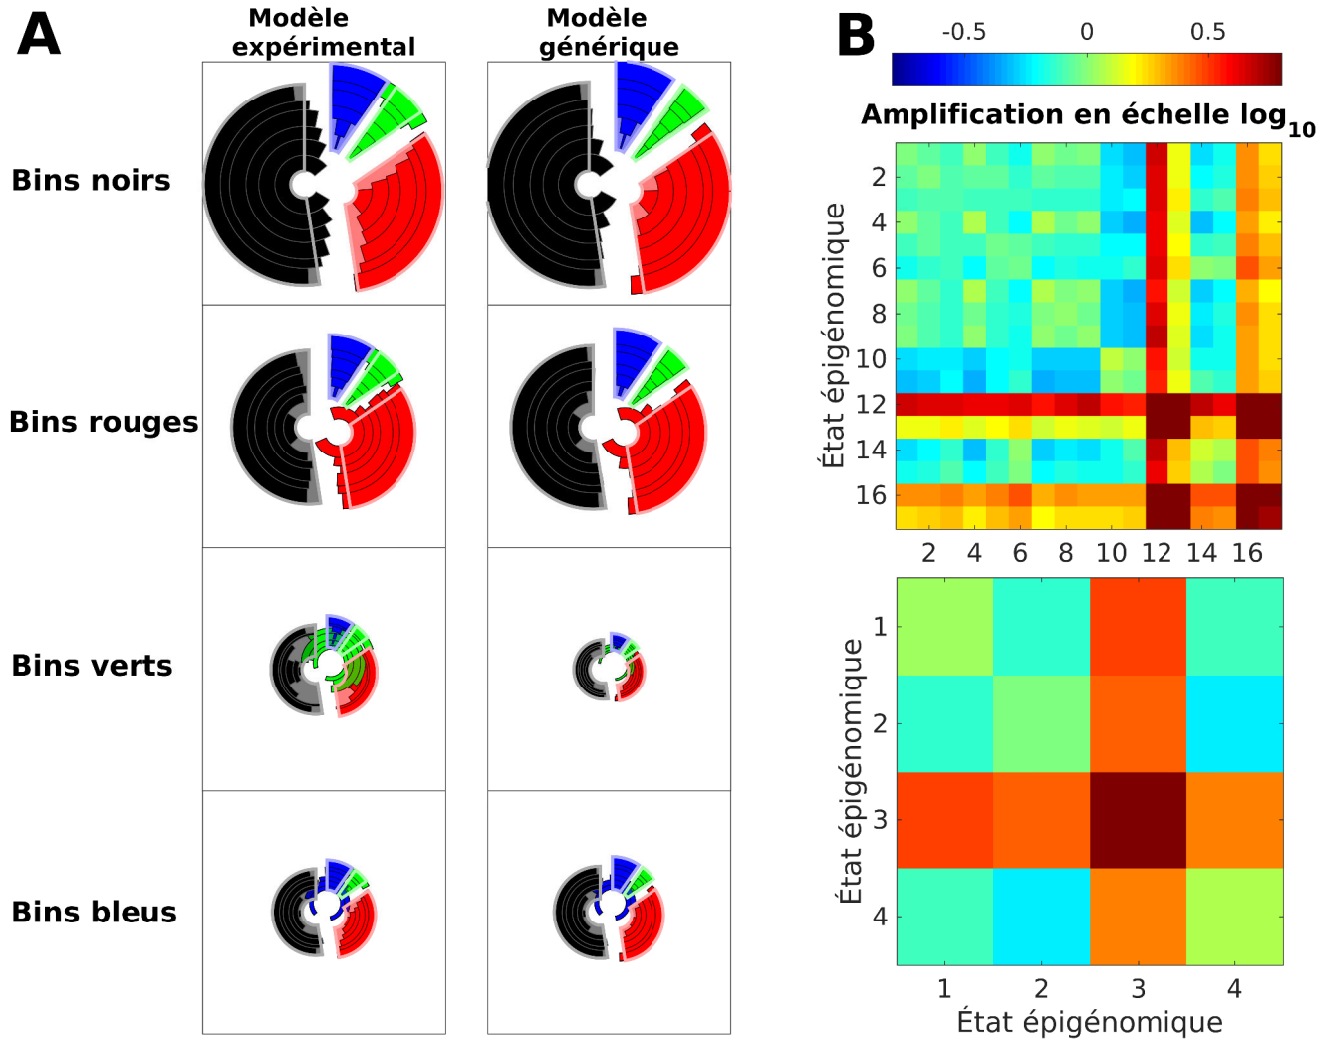 A
Modèle
expérimental
Modèle
générique
Bins noirs
Bins rouges
Bins verts
Bins bleus
B
-0.5 0 0.5
Amplification en échelle log10
État épigénomique
2
4
6
8
10
12
14
16
2 4 6 8 10 12 14 16
État épigénomique
1
2
3
4
1 2 3 4
État épigénomique